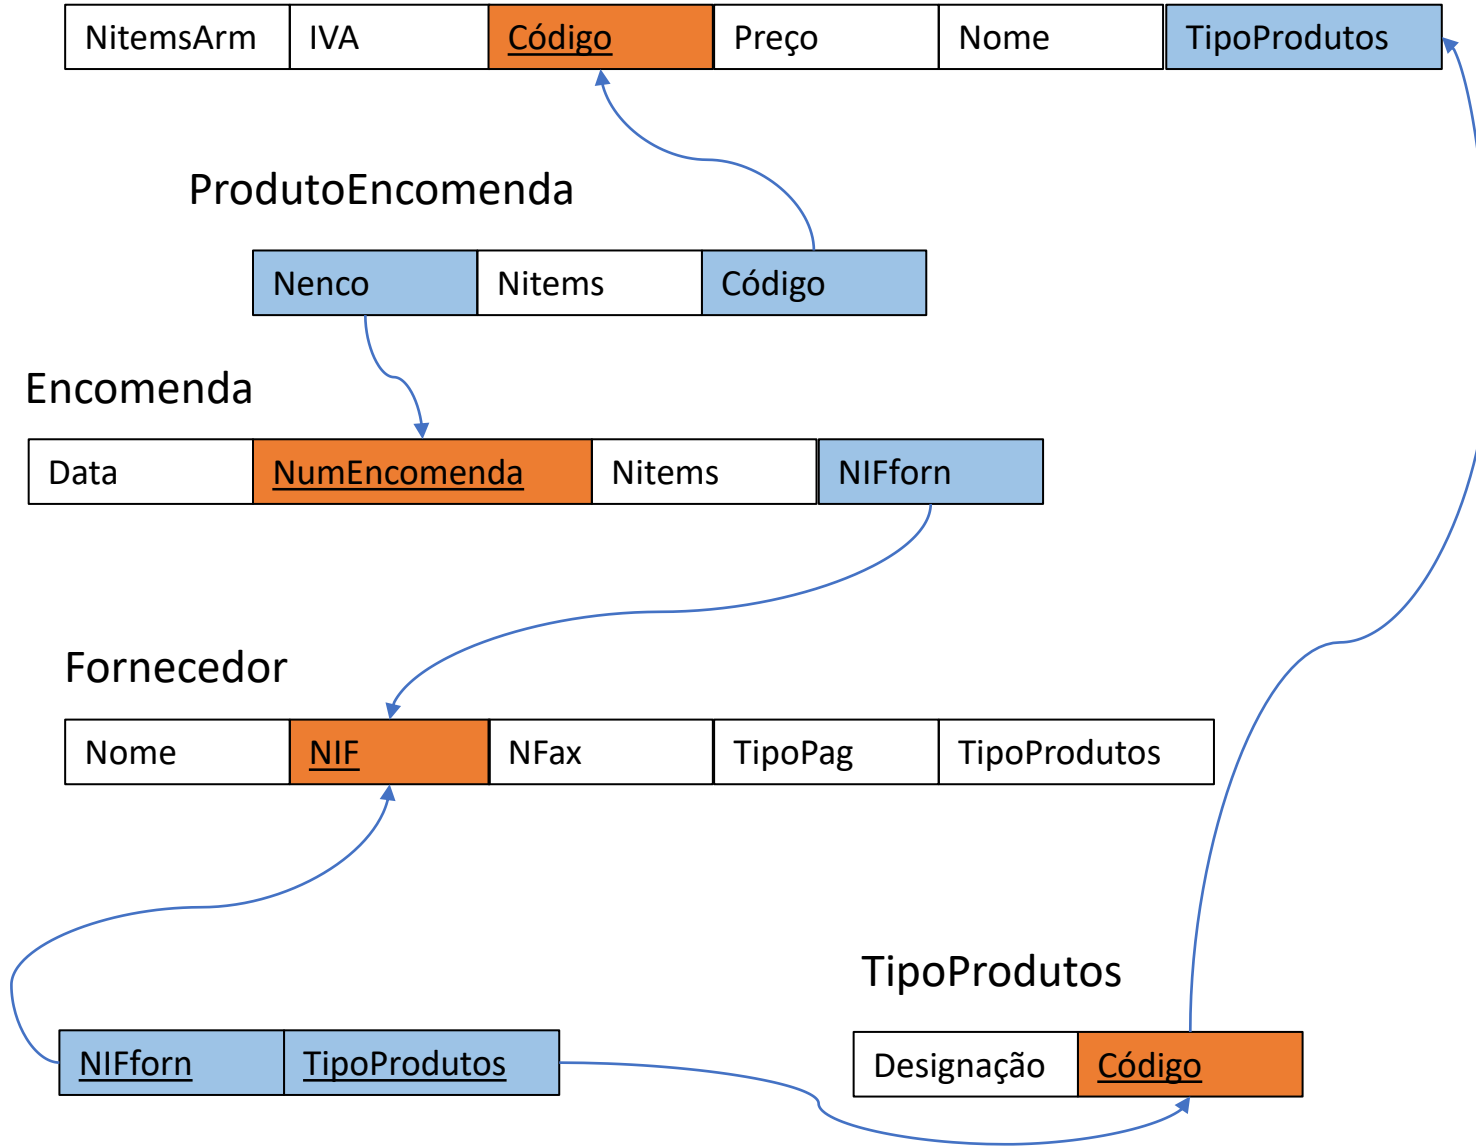 NitemsArm IVA Código Preço Nome TipoProdutos
ProdutoEncomenda
Nenco Nitems Código
Encomenda
Data NumEncomenda Nitems NIFforn
Fornecedor
Nome NIF NFax TipoPag TipoProdutos
TipoProdutos
NIFforn TipoProdutos Designação Código